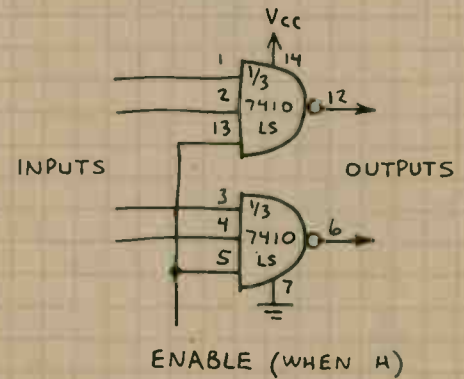 Vcc
14
1
1/3
2
7410
12
13
LS
INPUTS
OUTPUTS
3
1/3
4
7410
6
5
LS
7
ENABLE (WHEN H)